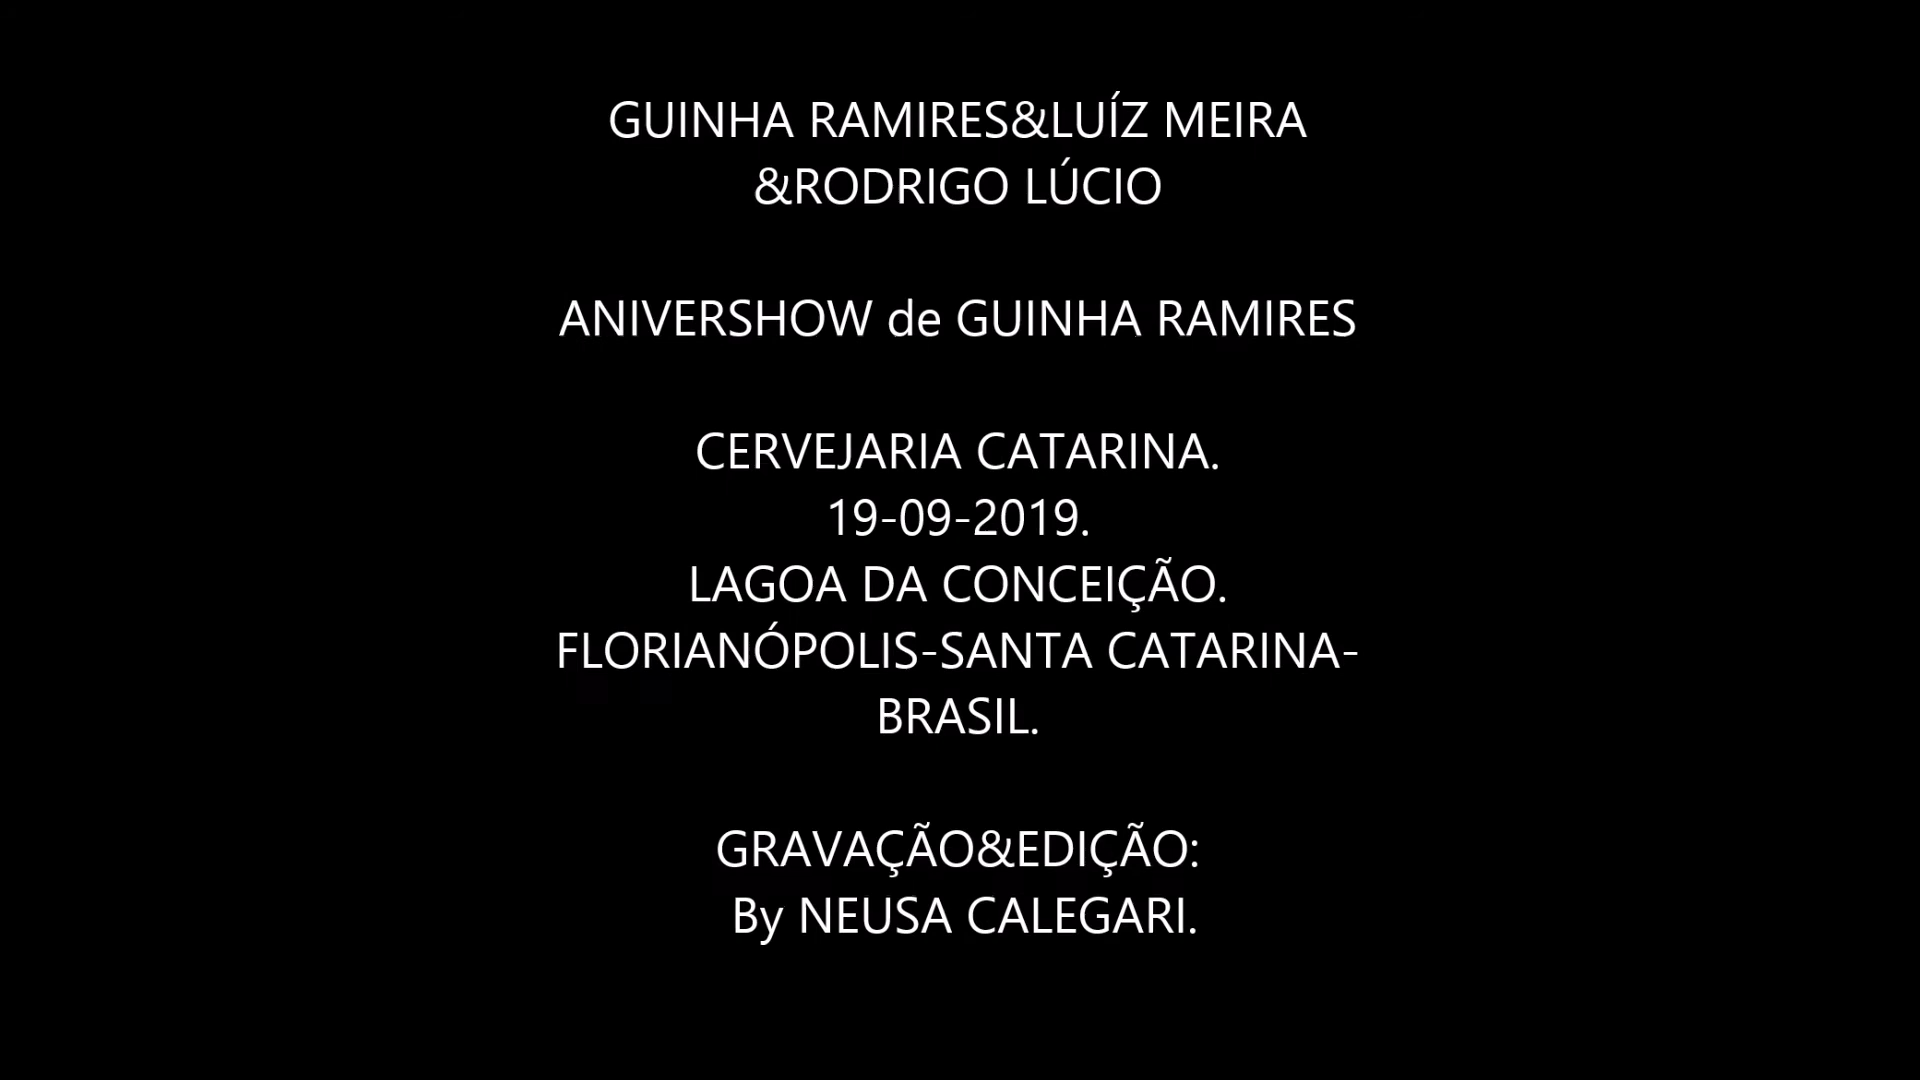 GUINHA RAMIRES&LUÍZ MEIRA
&RODRIGO LÚCIO
ANIVERSHOW de GUINHA RAMIRES
CERVEJARIA CATARINA.
19-09-2019.
LAGOA DA CONCEIÇÃO.
FLORIANÓPOLIS-SANTA CATARINA-
BRASIL.
GRAVAÇÃO&EDIÇÃO:
By NEUSA CALEGARI.